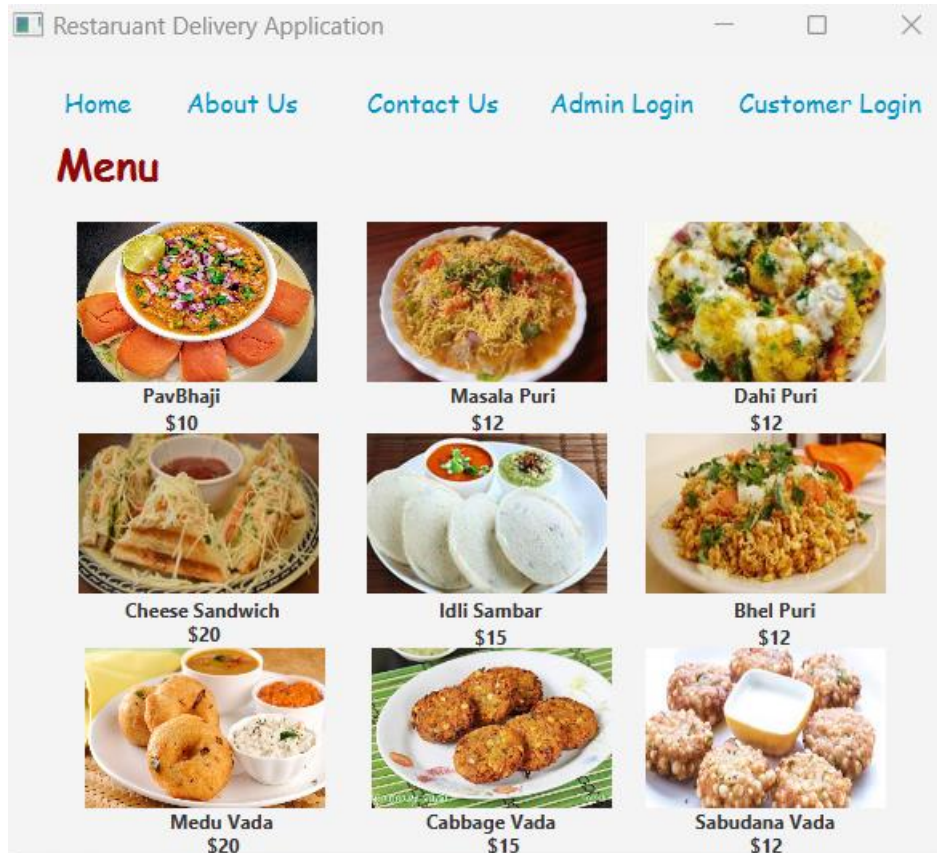 Restaruant Delivery Application
Home About Us Contact Us Admin Login Customer Login
Menu
PavBhaji Masala Puri Dahi Puri
$10 $12 $12
Cheese Sandwich Idli Sambar Bhel Puri
$20 $15 $12
Medu Vada Cabbage Vada Sabudana Vada
$20 $15 $12